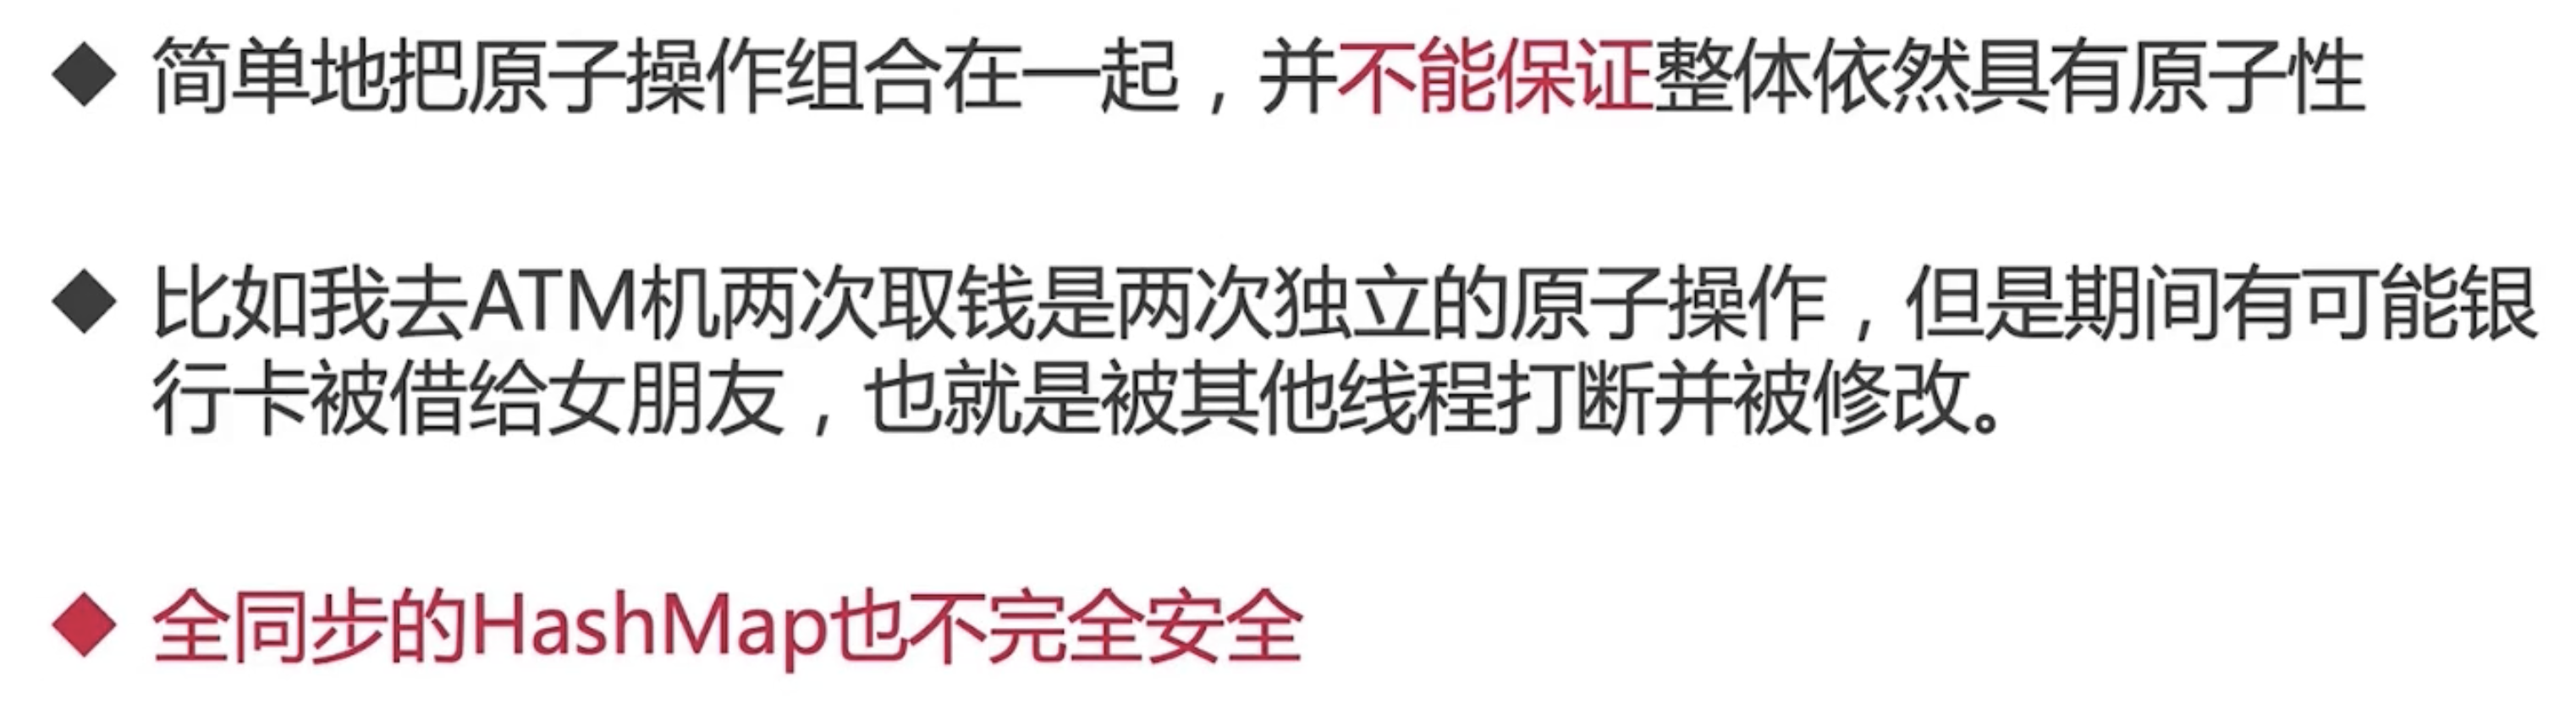 ◆ 简单地把原子操作组合在一起，并不能保证整体依然具有原子性
◆ 比如我去ATM机两次取钱是两次独立的原子操作，但是期间有可能银
行卡被借给女朋友，也就是被其他线程打断并被修改。
◆ 全同步的HashMap也不完全安全